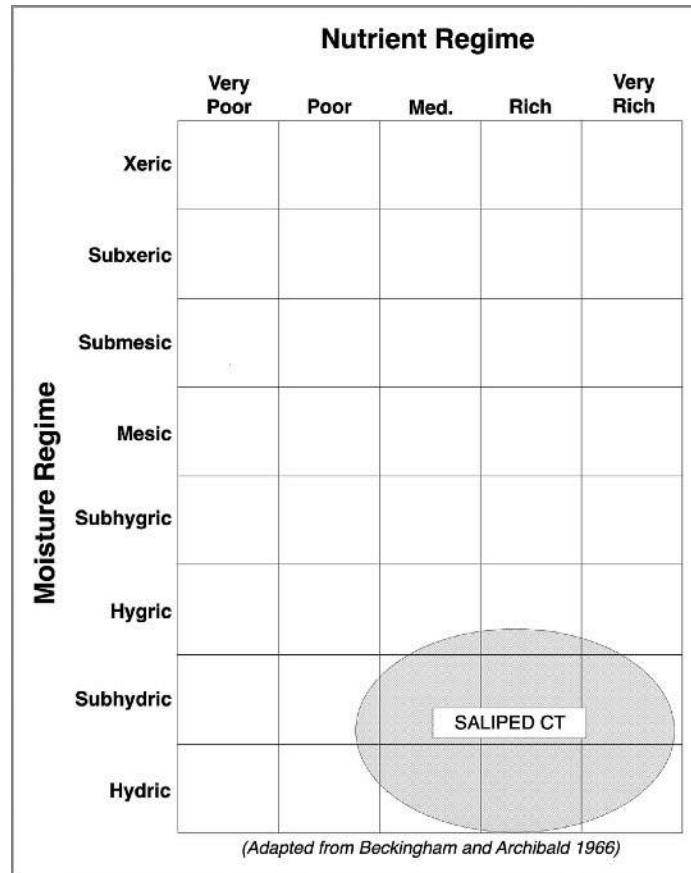 Nutrient Regime
Very Poor
Poor
Med.
Rich
Very Rich
Moisture Regime
Xeric
Subxeric
Submesic
Mesic
Subhygric
Hygric
Subhydric
SALIPED CT
Hydric
(Adapted from Beckingham and Archibald 1966)